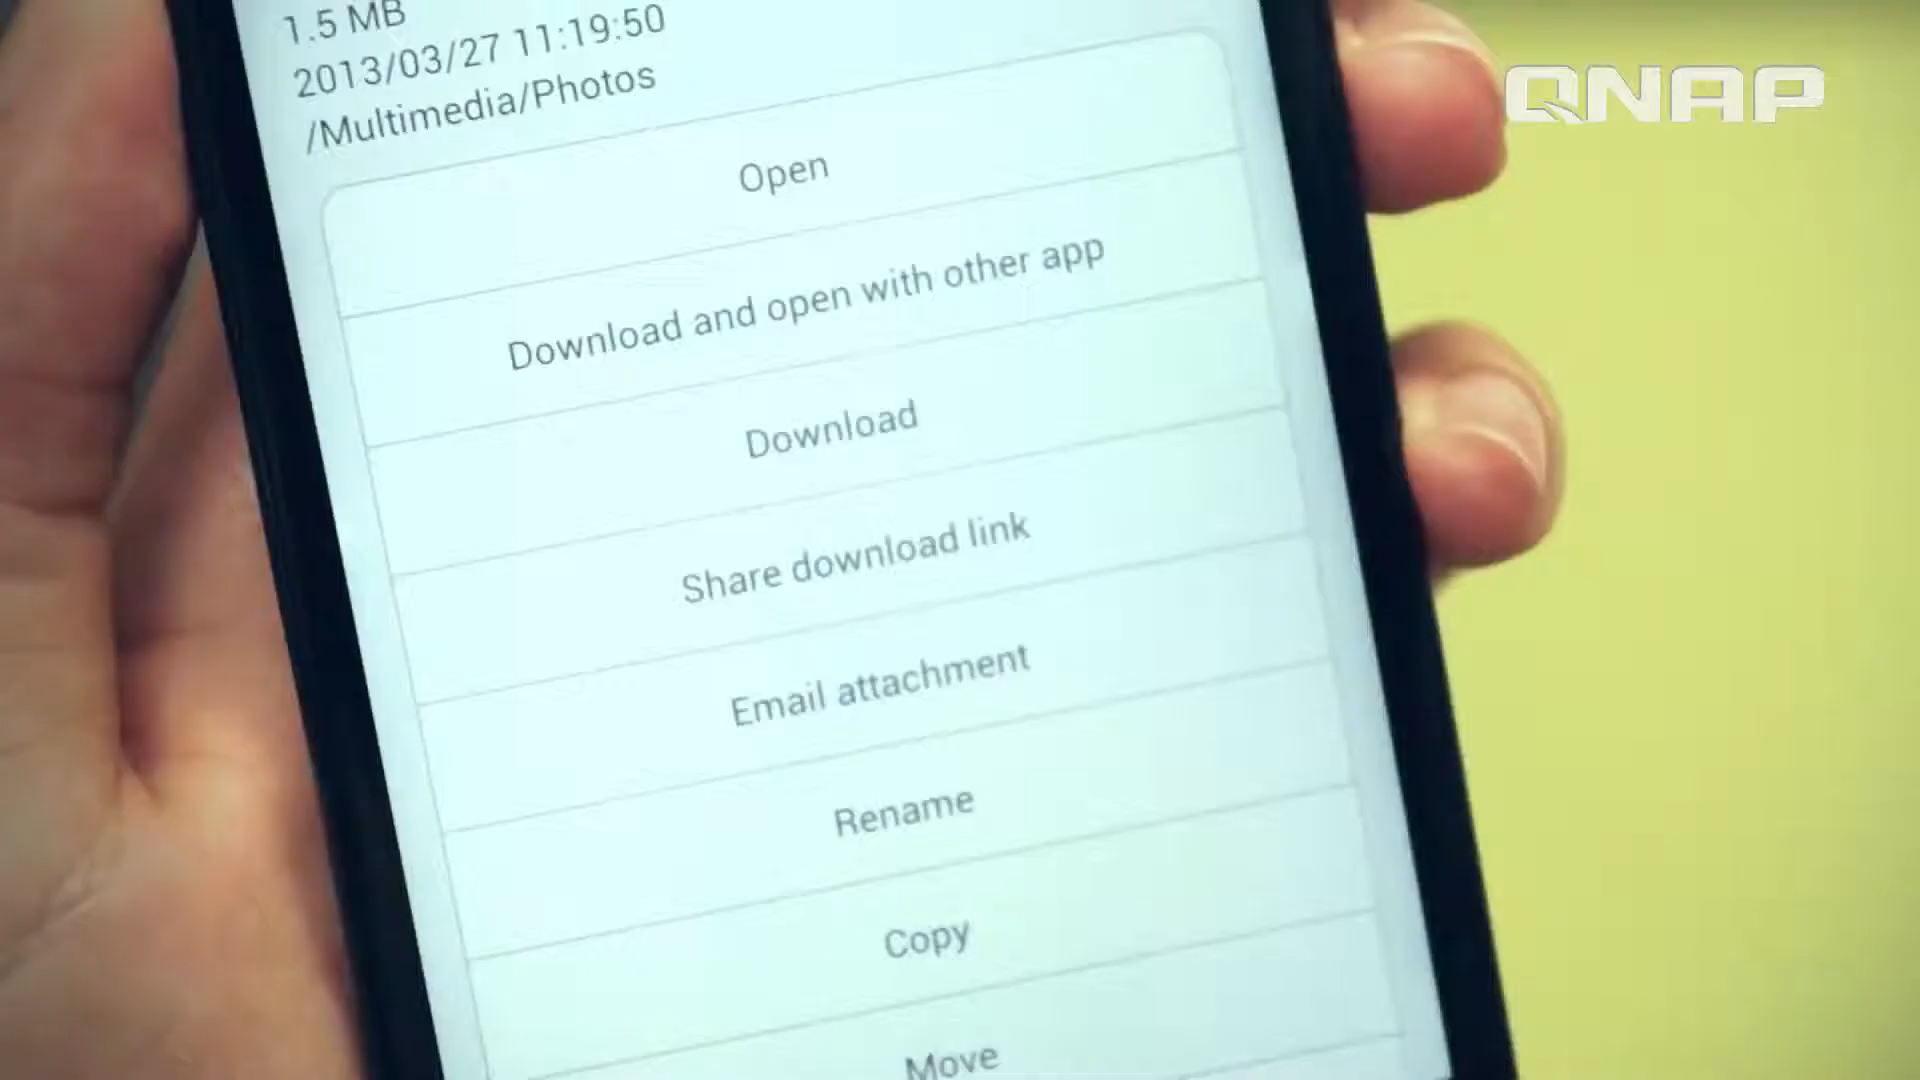 1.5 MB
2013/03/27 11:19:50
/Multimedia/Photos
QNAP
Open
Download and open with other app
Download
Share download link
Email attachment
Rename
Copy
Move